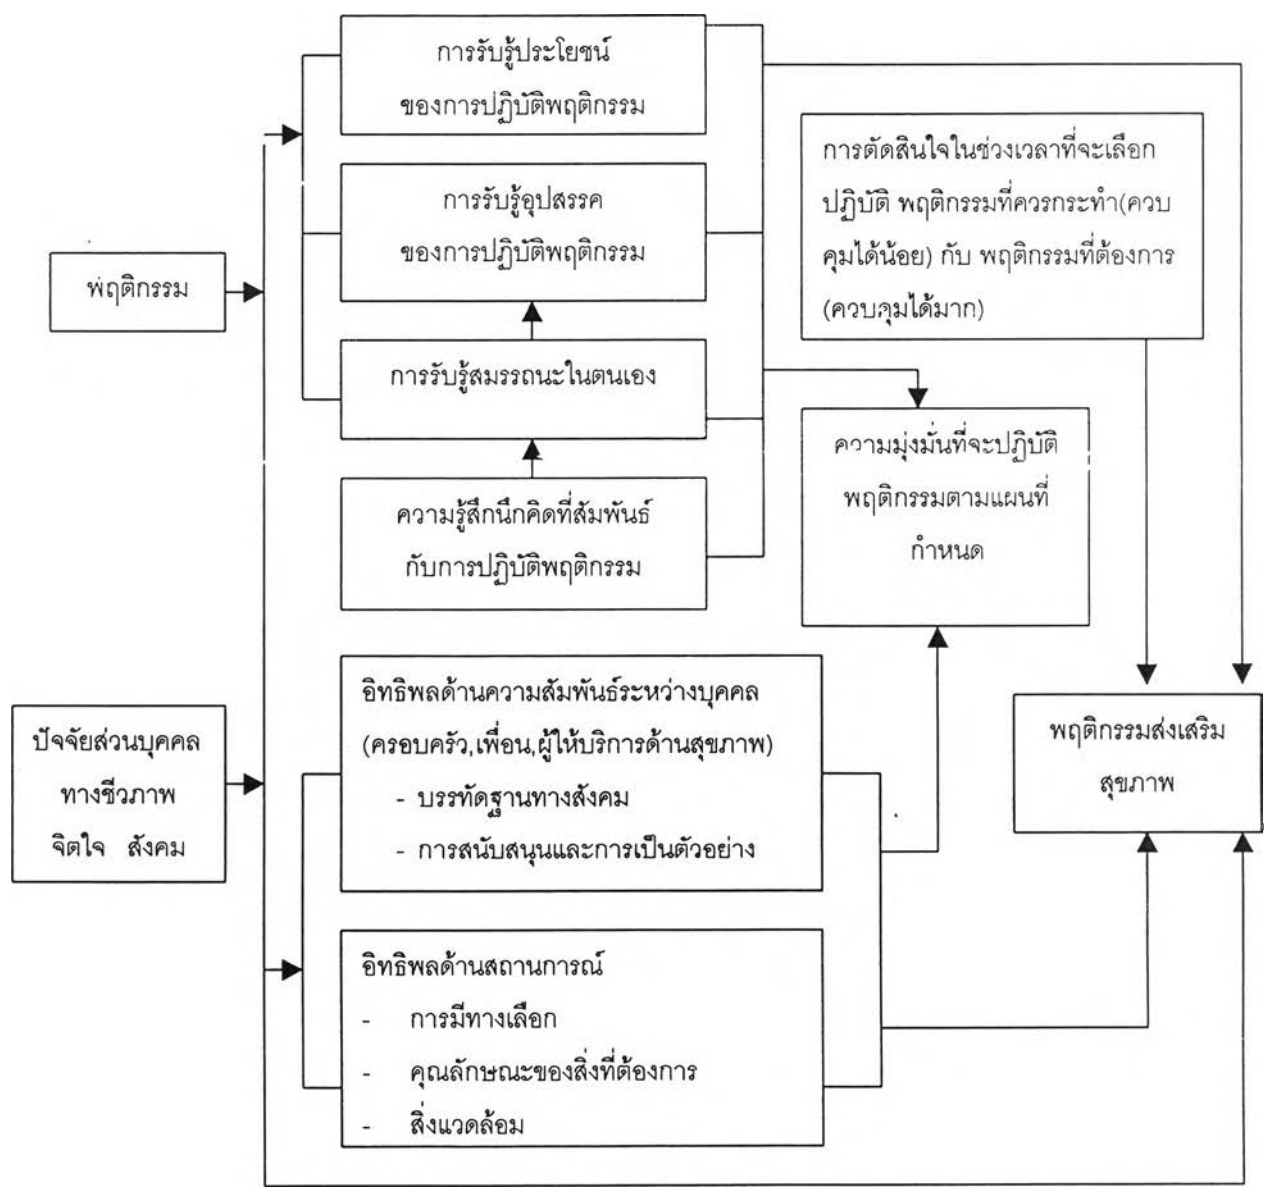 การรับรู้ประโยชน์
ของการปฏิบัติพฤติกรรม
การตัดสินใจในช่วงเวลาที่จะเลือก
ปฏิบัติ พฤติกรรมที่ควรกระทำ(ควบ
คุมได้น้อย) กับ พฤติกรรมที่ต้องการ
(ควบคุมได้มาก)
การรับรู้อุปสรรค
ของการปฏิบัติพฤติกรรม
พฤติกรรม
การรับรู้สมรรถนะในตนเอง
ความมุ่งมั่นที่จะปฏิบัติ
พฤติกรรมตามแผนที่
กำหนด
ความรู้สึกนึกคิดที่สัมพันธ์
กับการปฏิบัติพฤติกรรม
ปัจจัยส่วนบุคคล
ทางชีวภาพ
จิตใจ สังคม
อิทธิพลด้านความสัมพันธ์ระหว่างบุคคล
(ครอบครัว,เพื่อน,ผู้ให้บริการด้านสุขภาพ)
- บรรทัดฐานทางสังคม
- การสนับสนุนและการเป็นตัวอย่าง
พฤติกรรมส่งเสริม
สุขภาพ
อิทธิพลด้านสถานการณ์
- การมีทางเลือก
- คุณลักษณะของสิ่งที่ต้องการ
- สิ่งแวดล้อม